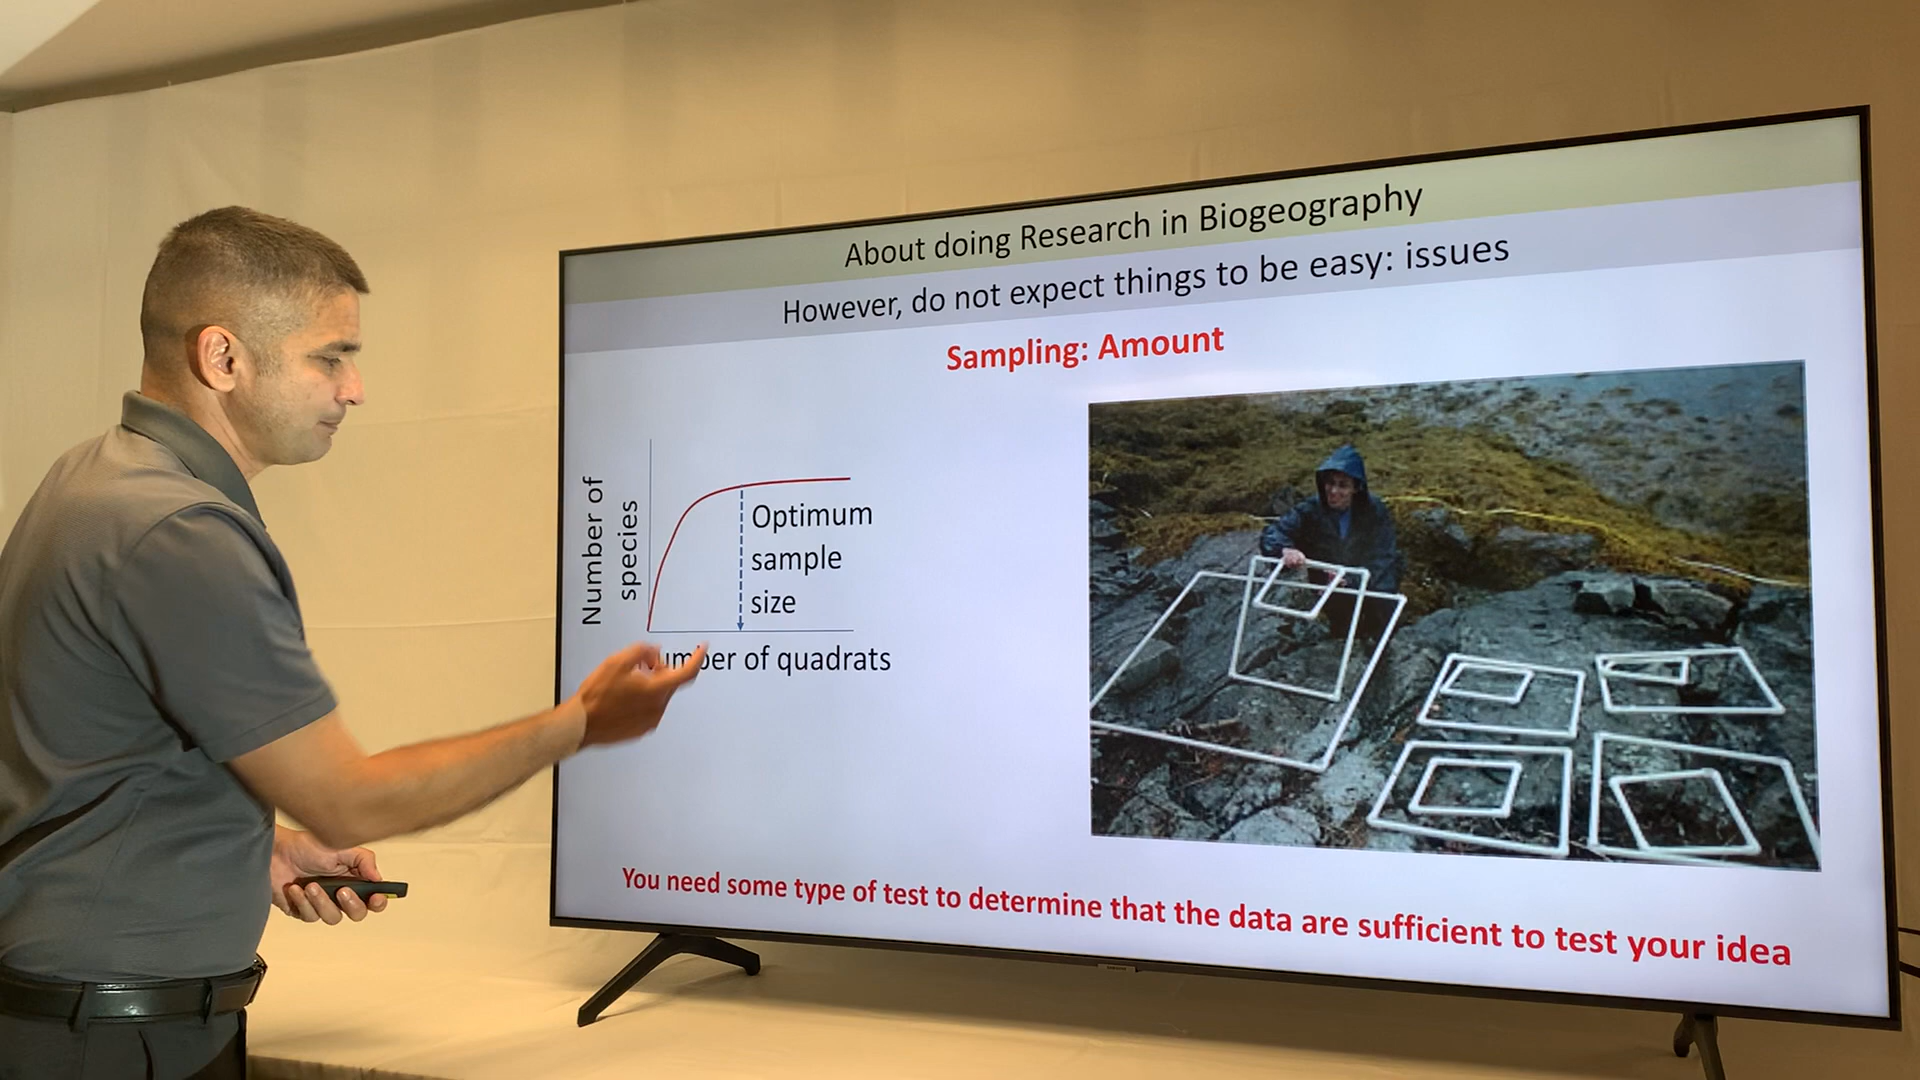 About doing Research in Biogeography
However, do not expect things to be easy: issues
Sampling: Amount
Number of
species
Optimum
sample
size
of quadrats
You need some type of test to determine that the data are sufficient to test your idea